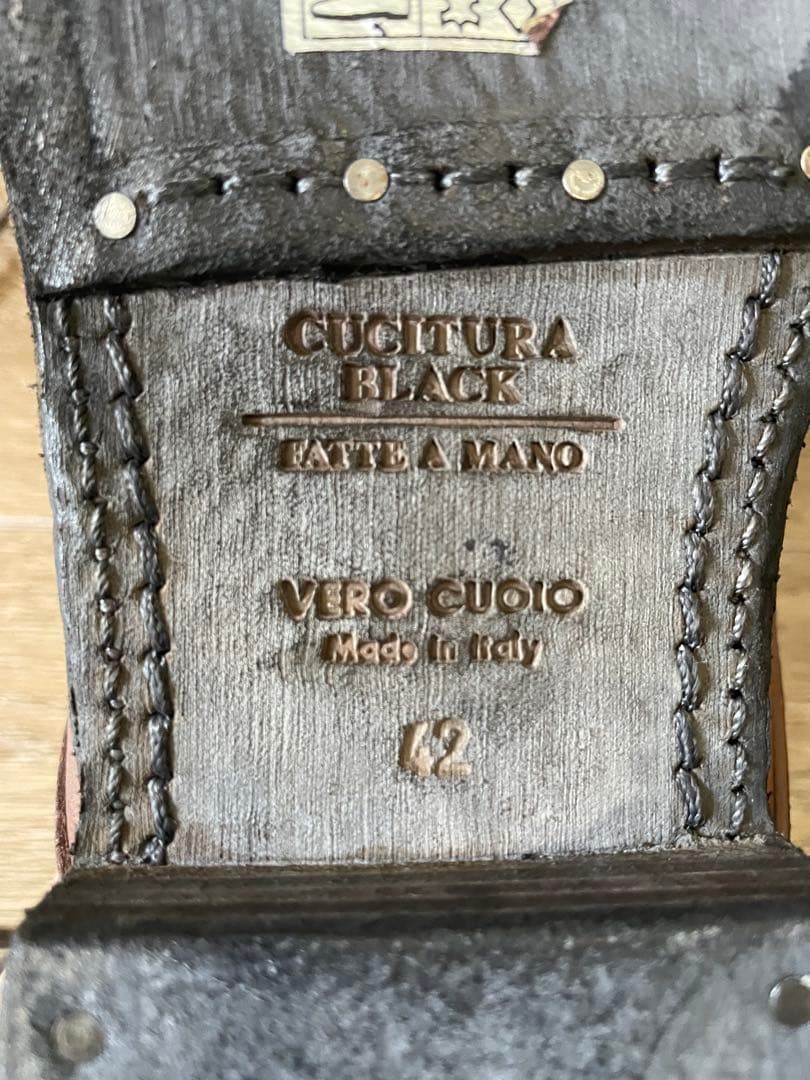 CUCITURA
BLACK
FATTE A MANO
VERO CUOIO
Made in Italy
42